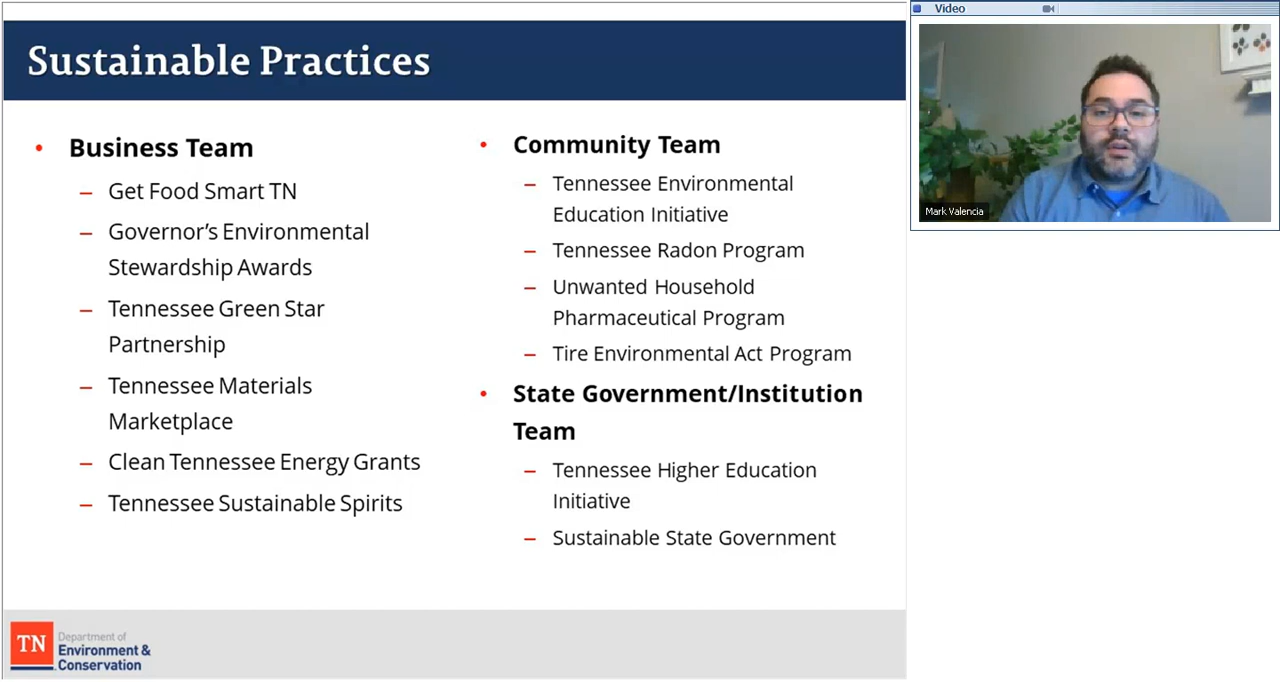 Sustainable Practices
• Business Team
– Get Food Smart TN
– Governor’s Environmental
Stewardship Awards
– Tennessee Green Star
Partnership
– Tennessee Materials
Marketplace
– Clean Tennessee Energy Grants
– Tennessee Sustainable Spirits
• Community Team
– Tennessee Environmental
Education Initiative
– Tennessee Radon Program
– Unwanted Household
Pharmaceutical Program
– Tire Environmental Act Program
• State Government/Institution
Team
– Tennessee Higher Education
Initiative
– Sustainable State Government
TN
Department of
Environment &
Conservation
Video
Mark Valencia